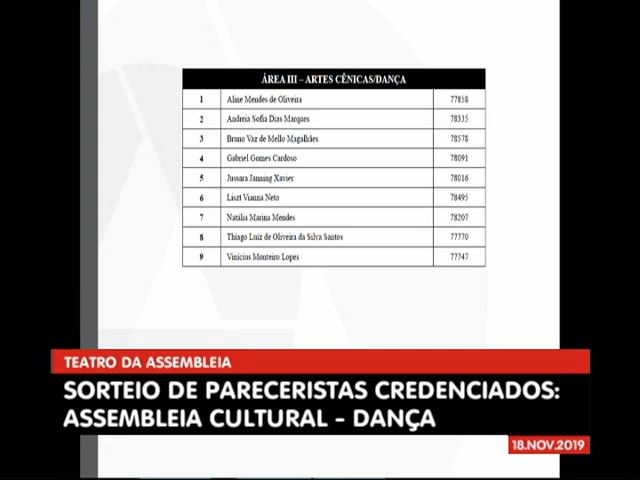 ÁREA III – ARTES CÊNICAS/DANÇA
1 Aline Mendes de Oliveira 77858
2 Andreia Sofia Dias Marques 78335
3 Bruno Vaz de Mello Magalhães 78578
4 Gabriel Gomes Cardoso 78091
5 Jussara Janning Xavier 78016
6 Liszt Vianna Neto 78495
7 Natália Marina Mendes 78207
8 Thiago Luiz de Oliveira da Silva Santos 77770
9 Vinícius Monteiro Lopes 77747
TEATRO DA ASSEMBLEIA
SORTEIO DE PARECERISTAS CREDENCIADOS:
ASSEMBLEIA CULTURAL – DANÇA
18.NOV.2019